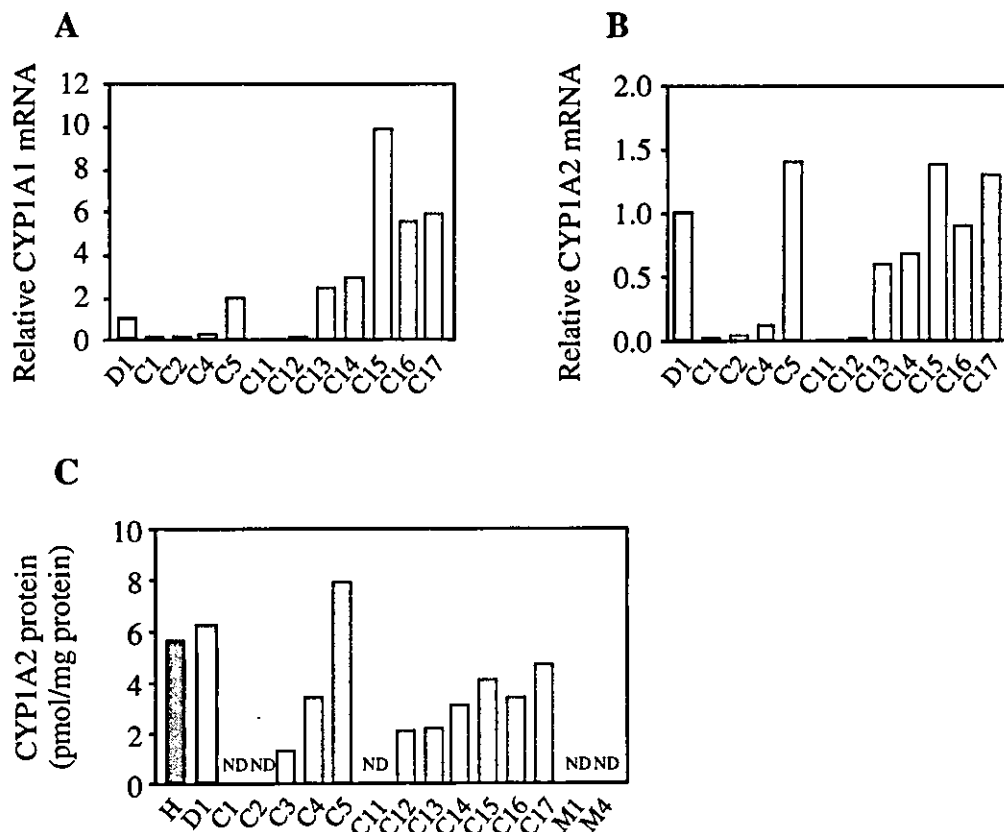 A
Relative CYP1A1 mRNA
12
10
8
6
4
2
0
D1 C1 C2 C4 C5 C11 C12 C13 C14 C15 C16 C17
B
Relative CYP1A2 mRNA
2.0
1.5
1.0
0.5
0.0
D1 C1 C2 C4 C5 C11 C12 C13 C14 C15 C16 C17
C
CYP1A2 protein
(pmol/mg protein)
10
8
6
4
2
0
ND ND ND ND ND
H D1 C1 C2 C3 C4 C5 C11 C12 C13 C14 C15 C16 C17 M1 M4